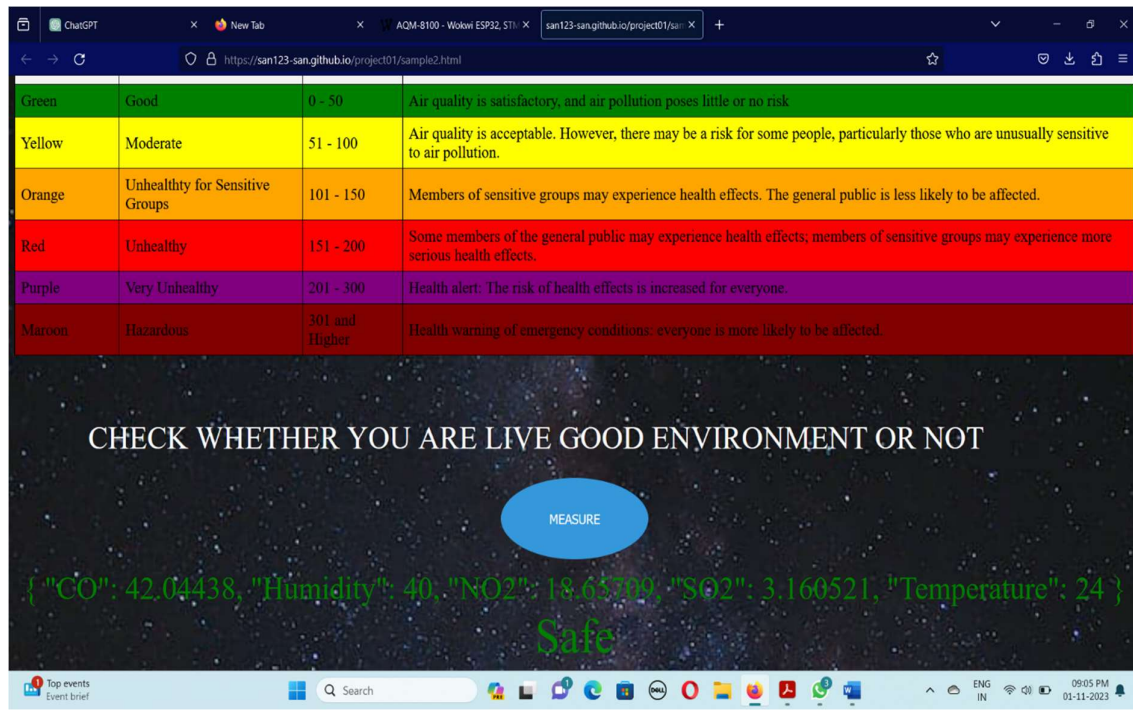 ChatGPT
New Tab
AQM-8100 - Wokwi ESP32, STM
san123-san.github.io/project01/sam
https://san123-san.github.io/project01/sample2.html
Green Good 0 - 50 Air quality is satisfactory, and air pollution poses little or no risk
Yellow Moderate 51 - 100 Air quality is acceptable. However, there may be a risk for some people, particularly those who are unusually sensitive
to air pollution.
Orange Unhealthty for Sensitive
Groups 101 - 150 Members of sensitive groups may experience health effects. The general public is less likely to be affected.
Red Unhealthy 151 - 200 Some members of the general public may experience health effects; members of sensitive groups may experience more
serious health effects.
Purple Very Unhealthy 201 - 300 Health alert: The risk of health effects is increased for everyone.
Maroon Hazardous 301 and
Higher Health warning of emergency conditions: everyone is more likely to be affected.
CHECK WHETHER YOU ARE LIVE GOOD ENVIRONMENT OR NOT
MEASURE
{ "CO": 42.04438, "Humidity": 40, "NO2": 18.65709, "SO2": 3.160521, "Temperature": 24 }
Safe
Top events
Event brief
Search
ENG
IN
09:05 PM
01-11-2023